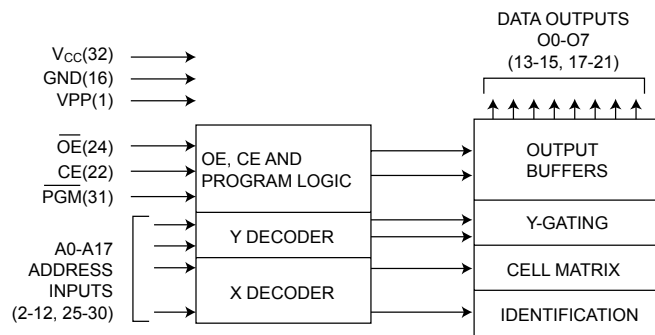 DATA OUTPUTS
O0-O7
(13-15, 17-21)
VCC(32)
GND(16)
VPP(1)
OE(24)
CE(22)
PGM(31)
OE, CE AND
PROGRAM LOGIC
OUTPUT
BUFFERS
A0-A17
ADDRESS
INPUTS
(2-12, 25-30)
Y DECODER
X DECODER
Y-GATING
CELL MATRIX
IDENTIFICATION